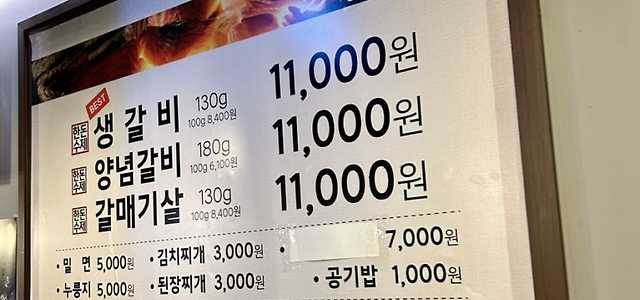 BEST
한돈수제 생갈비 130g 100g 8,400원 11,000원
한돈수제 양념갈비 180g 100g 6,100원 11,000원
한돈수제 갈매기살 130g 100g 8,400원 11,000원
• 밀면 5,000원 • 김치찌개 3,000원 • 7,000원
• 누룽지 5,000원 • 된장찌개 3,000원 • 공기밥 1,000원